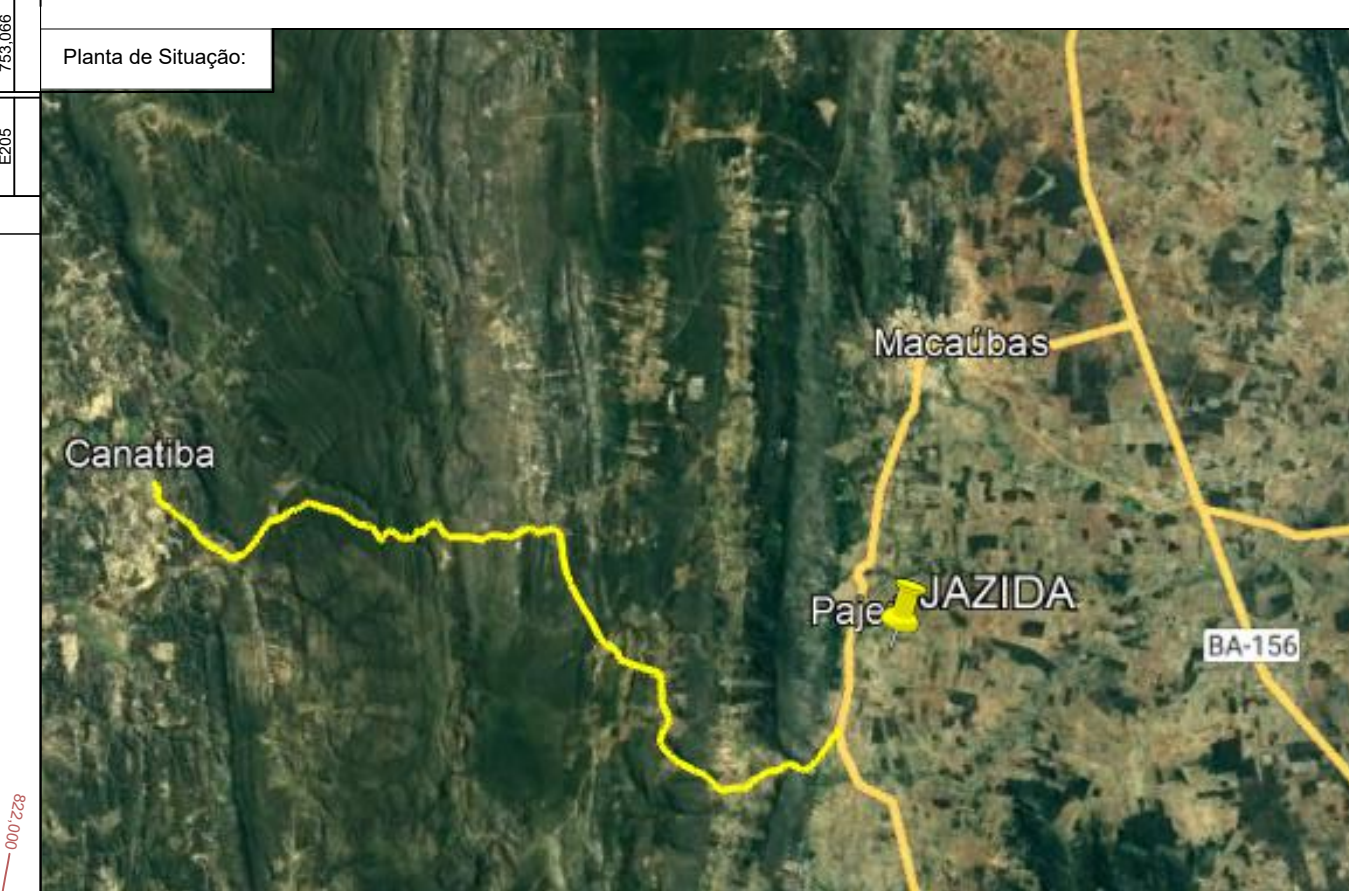 753,066
E205
822,000
Planta de Situação:
Macaúbas
Canatiba
Paje
JAZIDA
BA-156